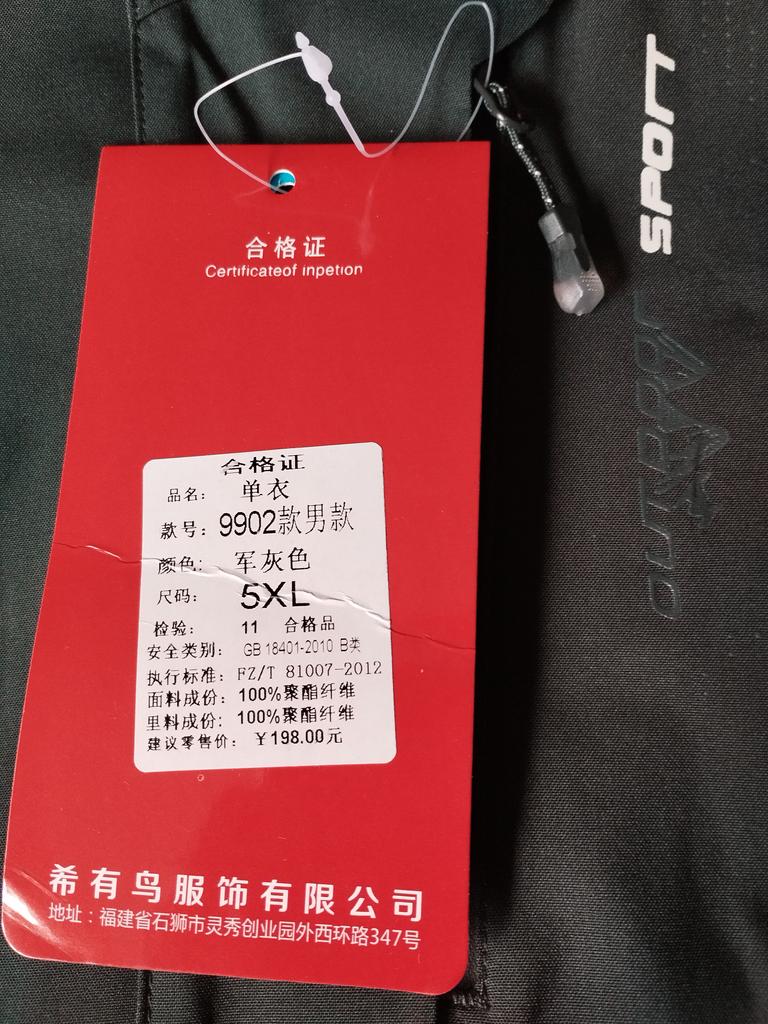 合格证
Certificateof inpetion
合格证
品名： 单衣
款号：9902款男款
颜色： 军灰色
尺码： 5XL
检验： 11 合格品
安全类别： GB 18401-2010 B类
执行标准：FZ/T 81007-2012
面料成份：100%聚酯纤维
里料成份：100%聚酯纤维
建议零售价： ￥198.00元
希有鸟服饰有限公司
地址：福建省石狮市灵秀创业园外西环路347号
OUTDOOR SPORT